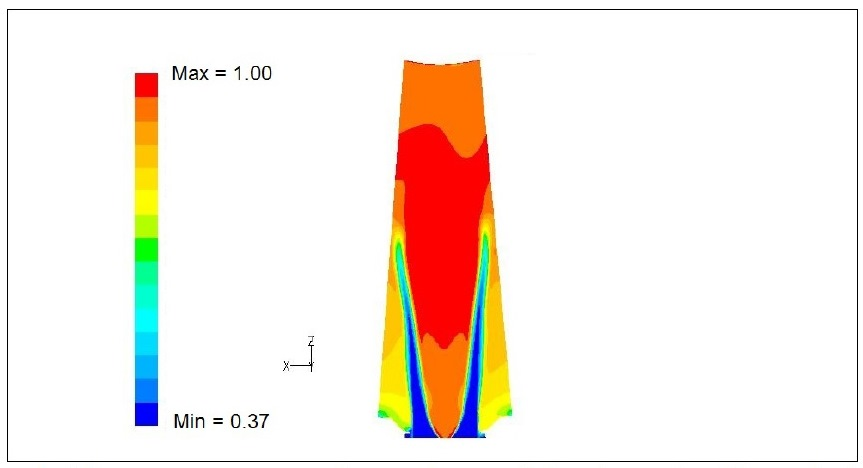 Max = 1.00
Z
X
Min = 0.37